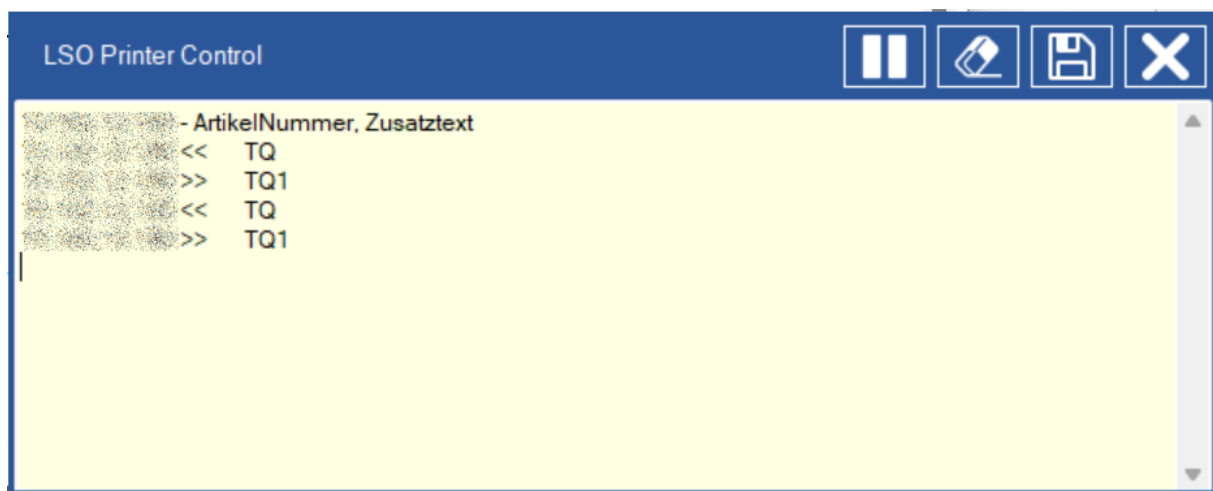 LSO Printer Control
- ArtikelNummer, Zusatztext
<< TQ
>> TQ1
<< TQ
>> TQ1